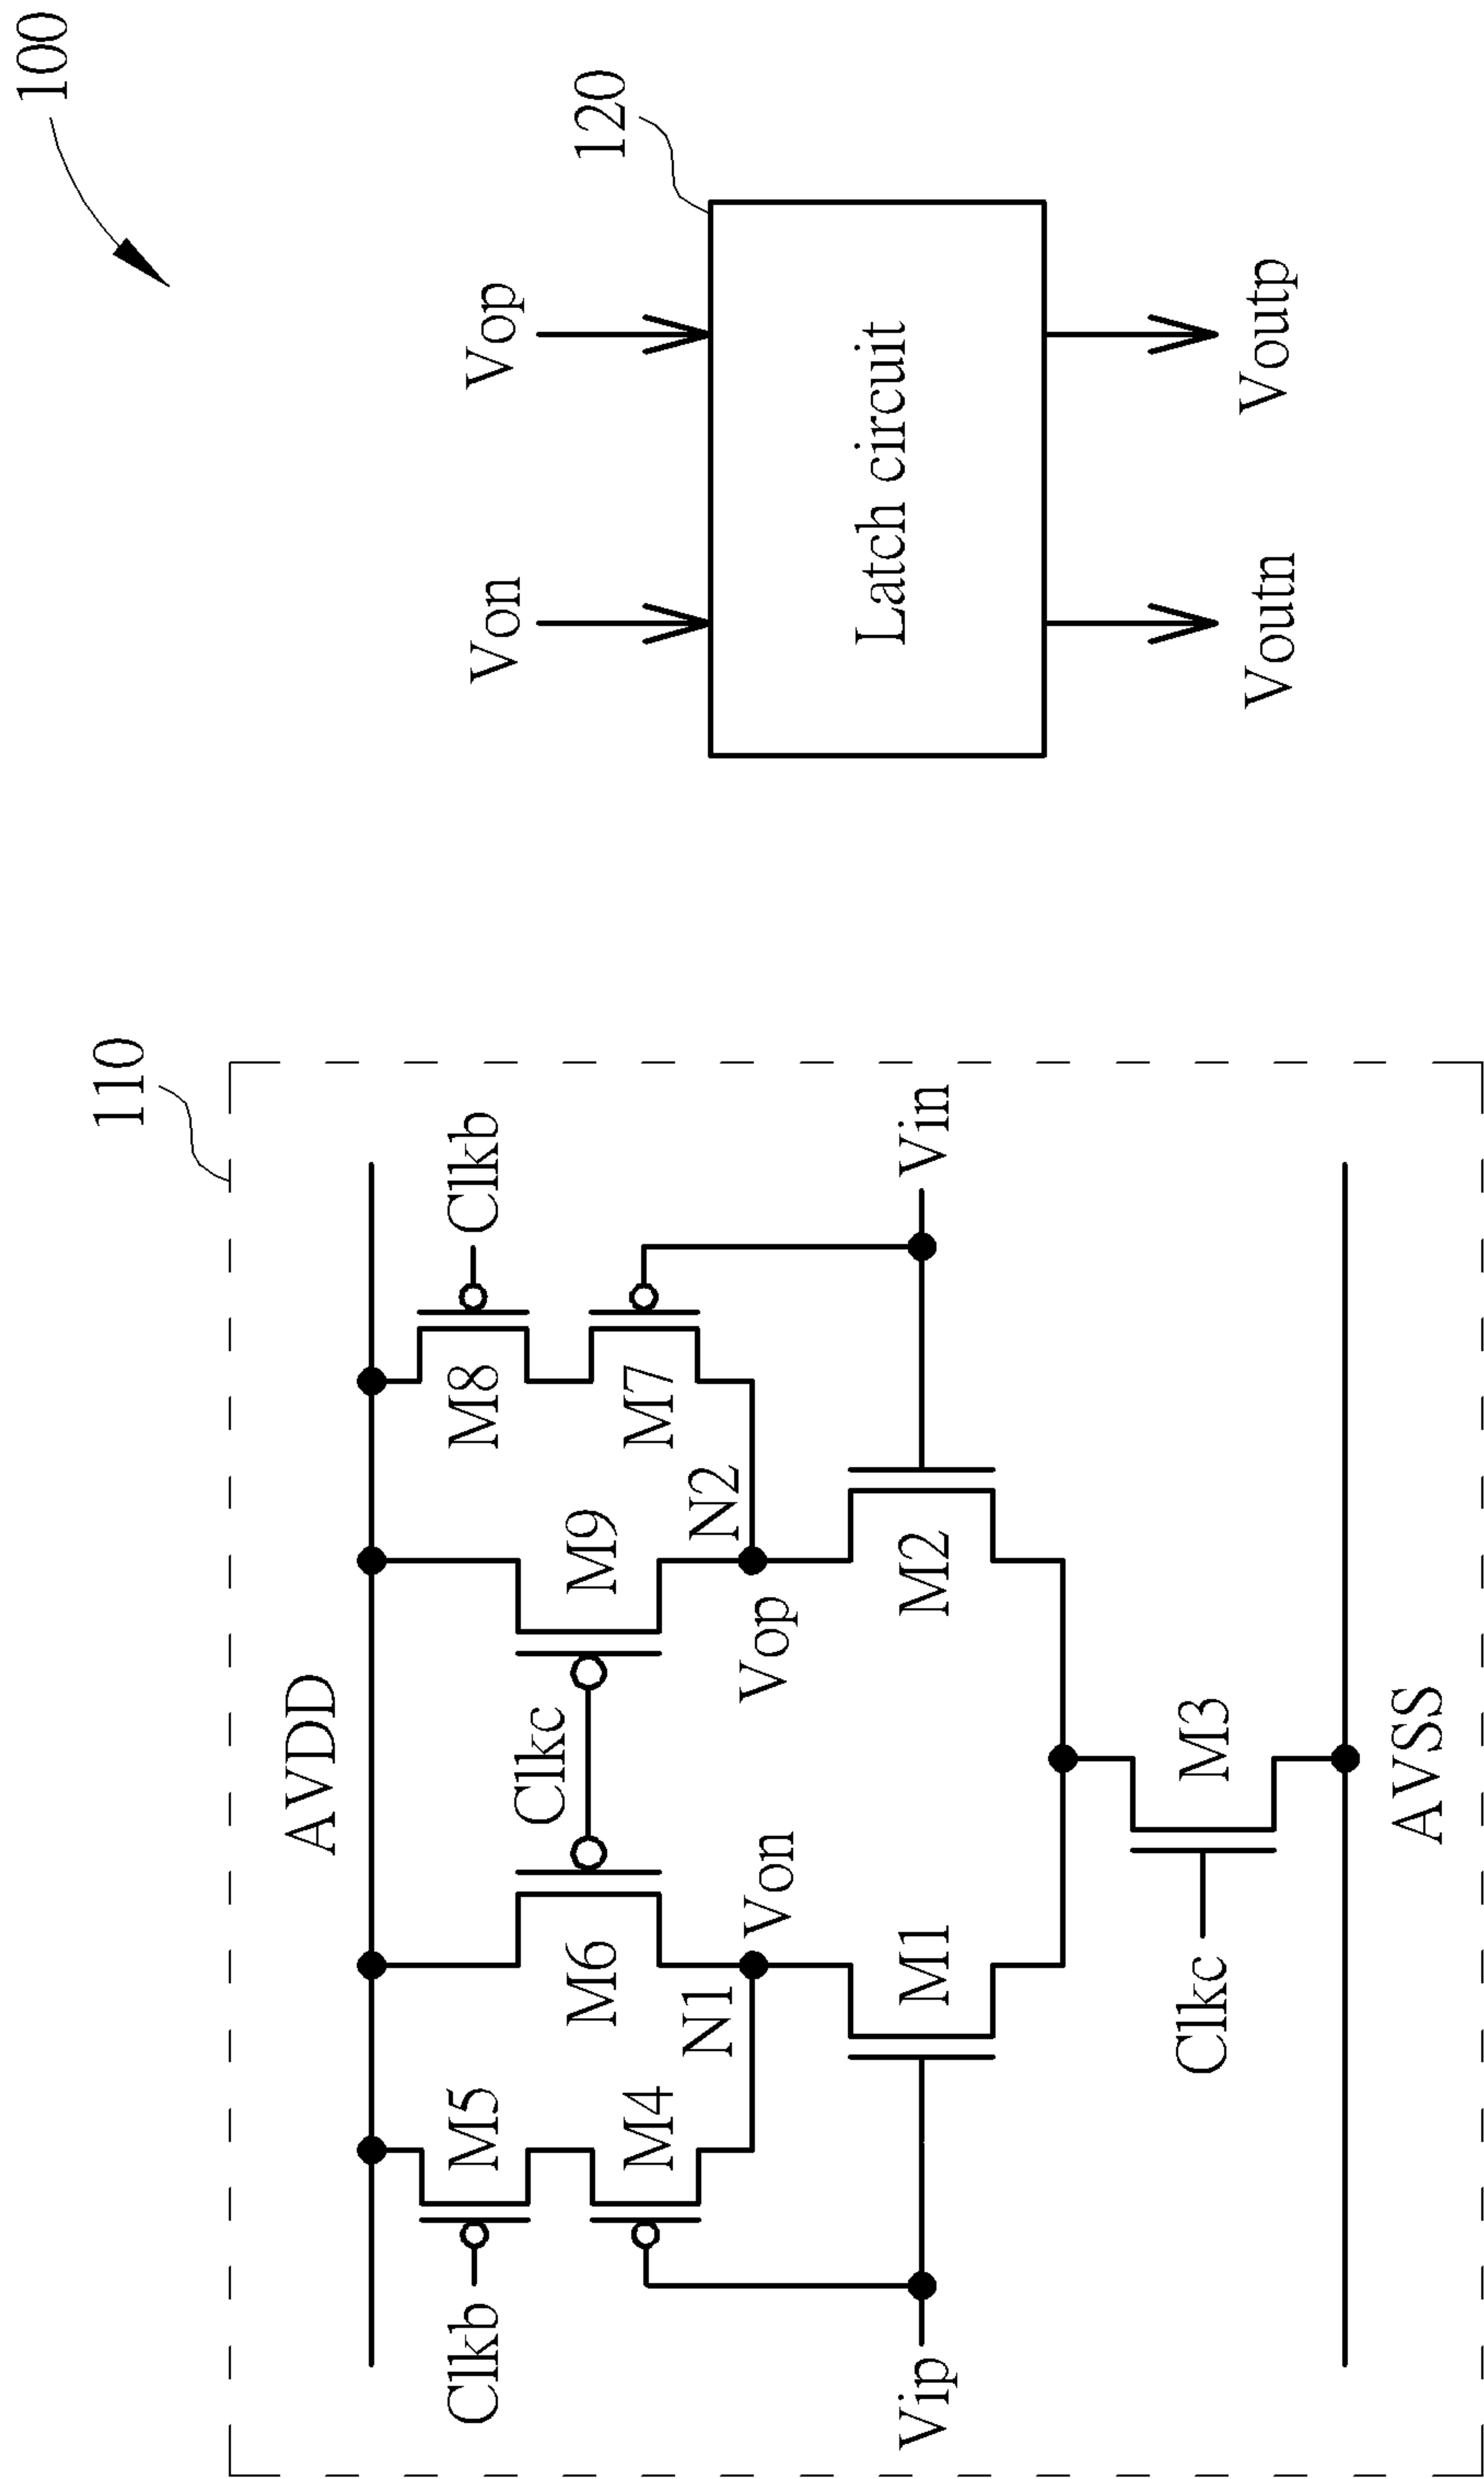 100
110
120
AVDD
Clkb
M5
M4
M6
Clkc
M9
M8
Clkb
M7
N1
Von
Vop
N2
Vip
M1
M2
Vin
Clkc
M3
AVSS
Von
Vop
Latch circuit
Voutn
Voutp